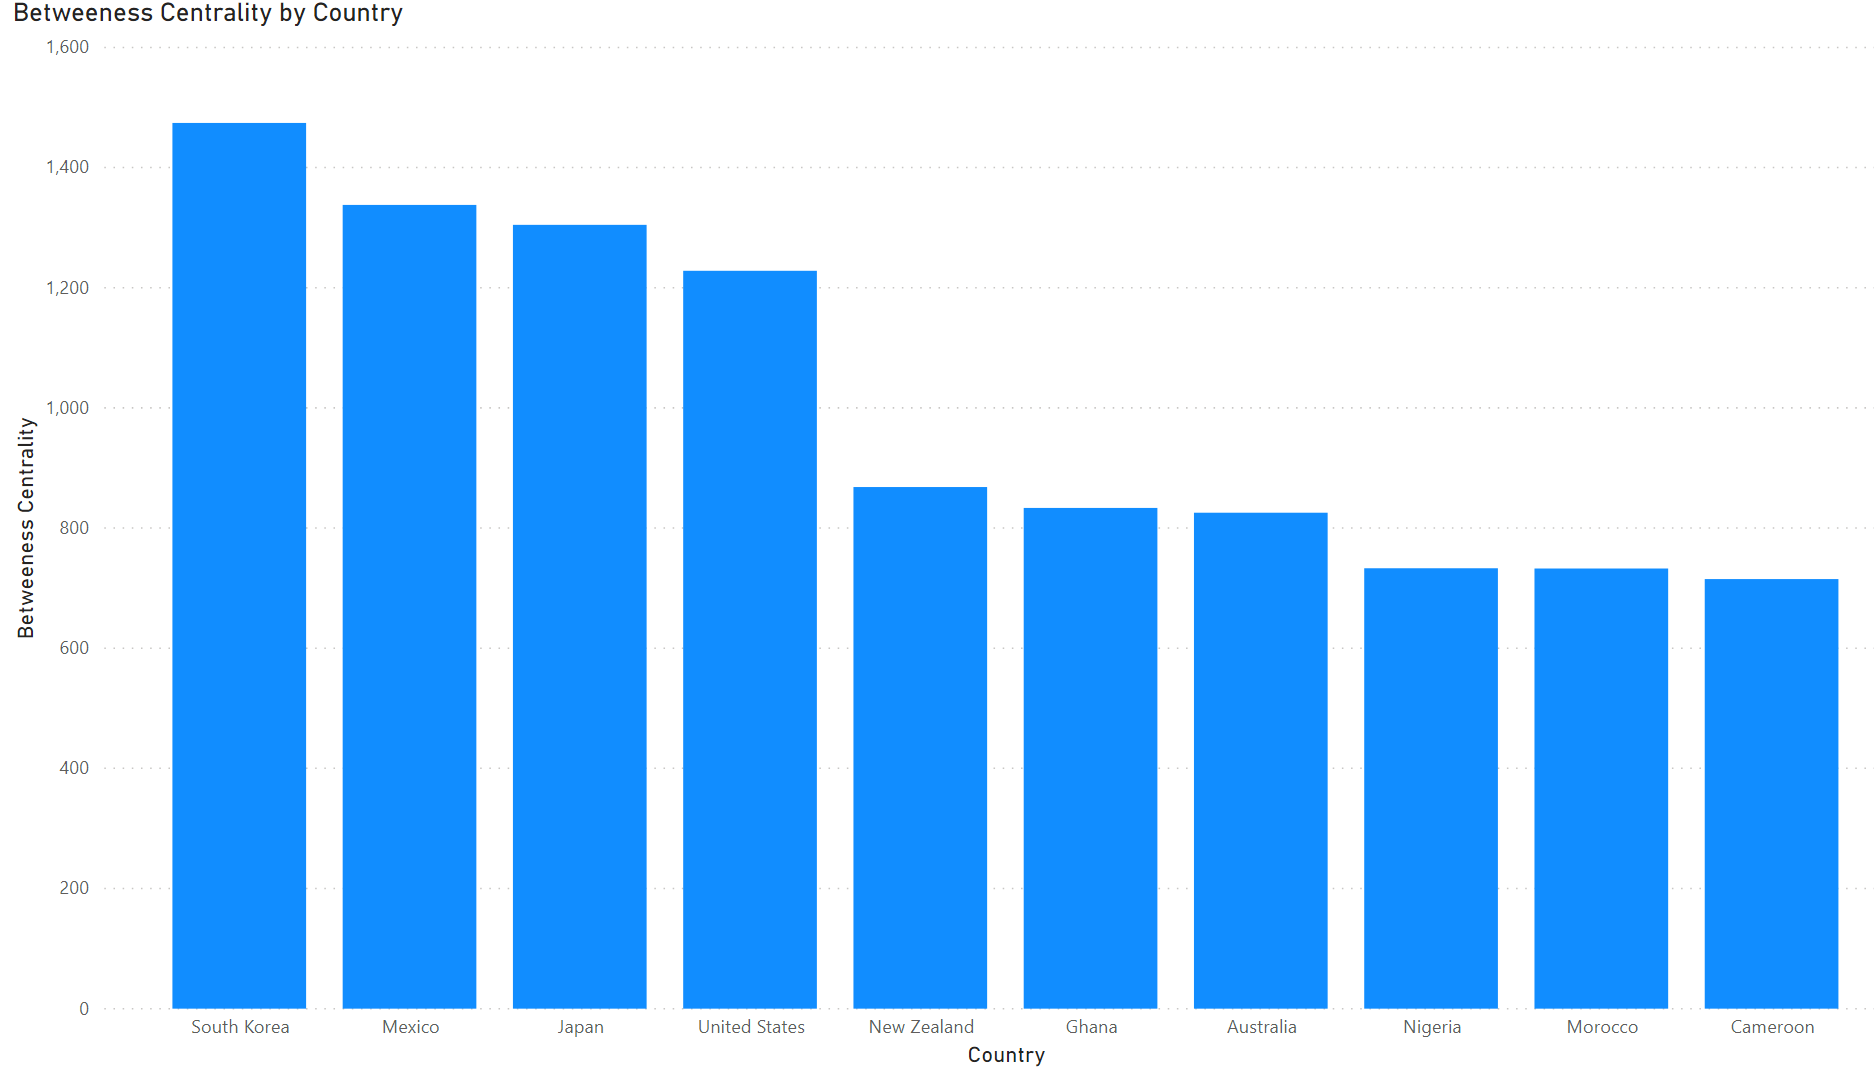 Betweeness Centrality by Country
1,600
1,400
1,200
1,000
800
600
400
200
0
Betweeness Centrality
South Korea Mexico Japan United States New Zealand Ghana Australia Nigeria Morocco Cameroon
Country